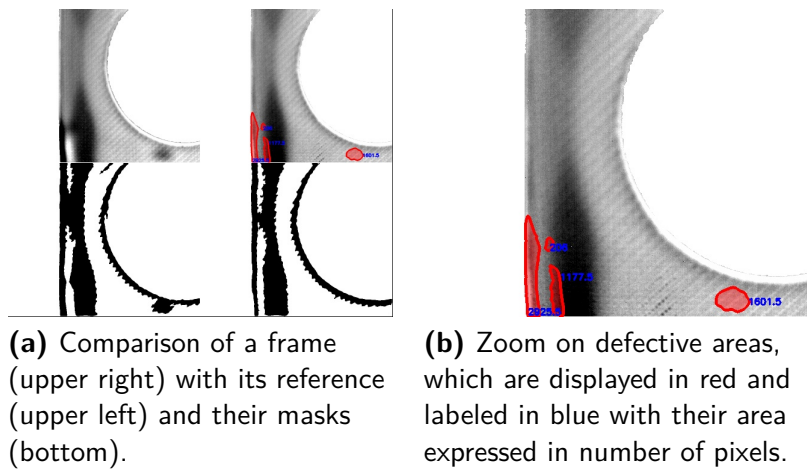 1601.5
1177.5
2925.5
1601.5
(a) Comparison of a frame
(upper right) with its reference
(upper left) and their masks
(bottom).
(b) Zoom on defective areas,
which are displayed in red and
labeled in blue with their area
expressed in number of pixels.